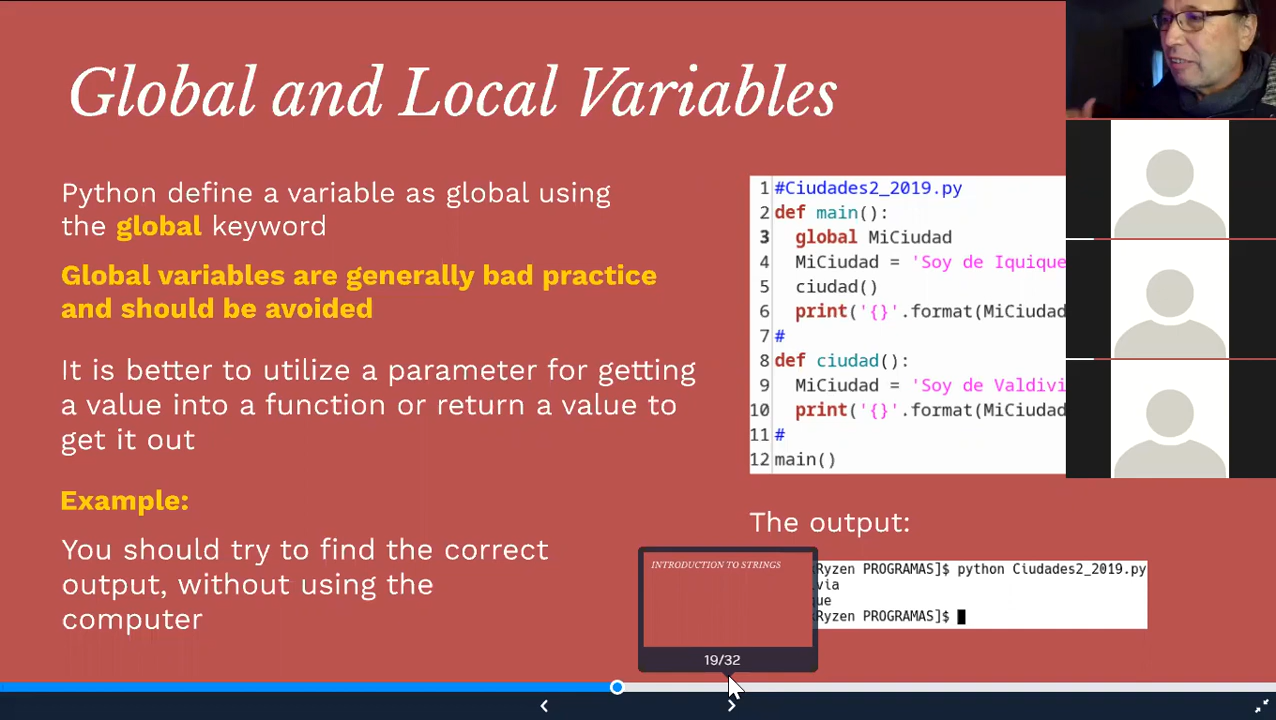 Global and Local Variables
Python define a variable as global using
the global keyword
Global variables are generally bad practice
and should be avoided
It is better to utilize a parameter for getting
a value into a function or return a value to
get it out
Example:
You should try to find the correct
output, without using the
computer
1 #Ciudades2_2019.py
2 def main():
3 global MiCiudad
4 MiCiudad = 'Soy de Iquique
5 ciudad()
6 print('{}'.format(MiCiudad
7 #
8 def ciudad():
9 MiCiudad = 'Soy de Valdivi
10 print('{}'.format(MiCiudad
11 #
12 main()
The output:
Ryzen PROGRAMAS]$ python Ciudades2_2019.py
via
ue
Ryzen PROGRAMAS]$
INTRODUCTION TO STRINGS
19/32